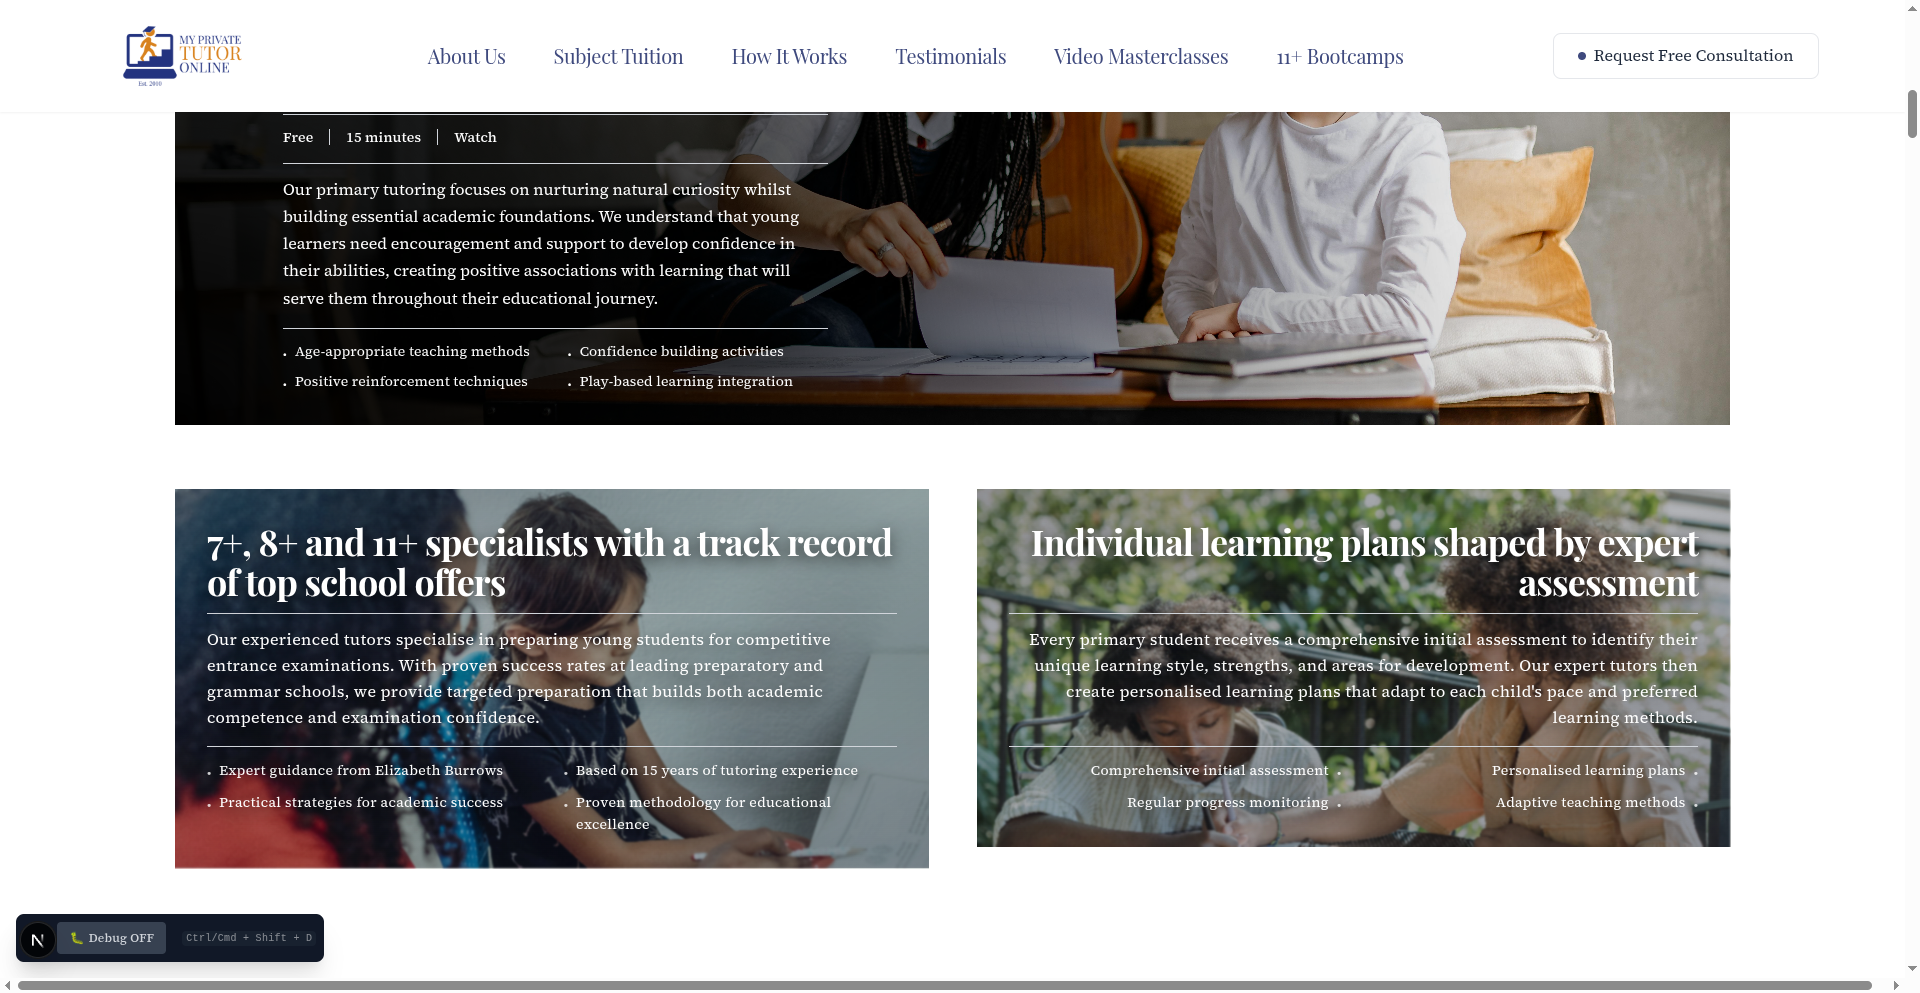 MY PRIVATE
TUTOR
ONLINE
Est. 2010
About Us
Subject Tuition
How It Works
Testimonials
Video Masterclasses
11+ Bootcamps
Request Free Consultation
Free
15 minutes
Watch
Our primary tutoring focuses on nurturing natural curiosity whilst
building essential academic foundations. We understand that young
learners need encouragement and support to develop confidence in
their abilities, creating positive associations with learning that will
serve them throughout their educational journey.
Age-appropriate teaching methods
Confidence building activities
Positive reinforcement techniques
Play-based learning integration
7+, 8+ and 11+ specialists with a track record
of top school offers
Our experienced tutors specialise in preparing young students for competitive
entrance examinations. With proven success rates at leading preparatory and
grammar schools, we provide targeted preparation that builds both academic
competence and examination confidence.
Expert guidance from Elizabeth Burrows
Based on 15 years of tutoring experience
Practical strategies for academic success
Proven methodology for educational
excellence
Individual learning plans shaped by expert
assessment
Every primary student receives a comprehensive initial assessment to identify their
unique learning style, strengths, and areas for development. Our expert tutors then
create personalised learning plans that adapt to each child's pace and preferred
learning methods.
Comprehensive initial assessment
Personalised learning plans
Regular progress monitoring
Adaptive teaching methods
N
Debug OFF
Ctrl/Cmd + Shift + D